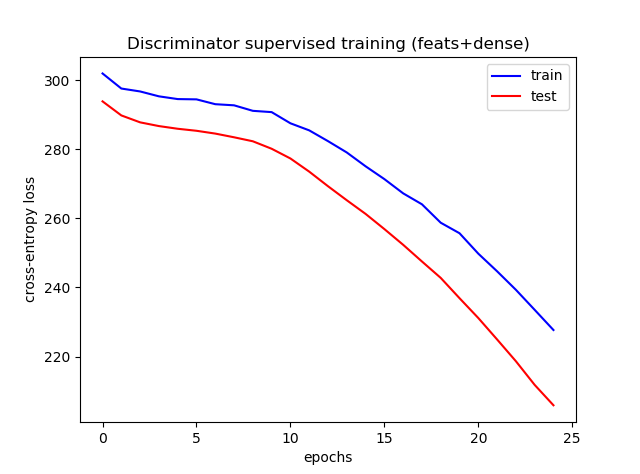 Discriminator supervised training (feats+dense)
train
test
cross-entropy loss
300
280
260
240
220
0 5 10 15 20 25
epochs